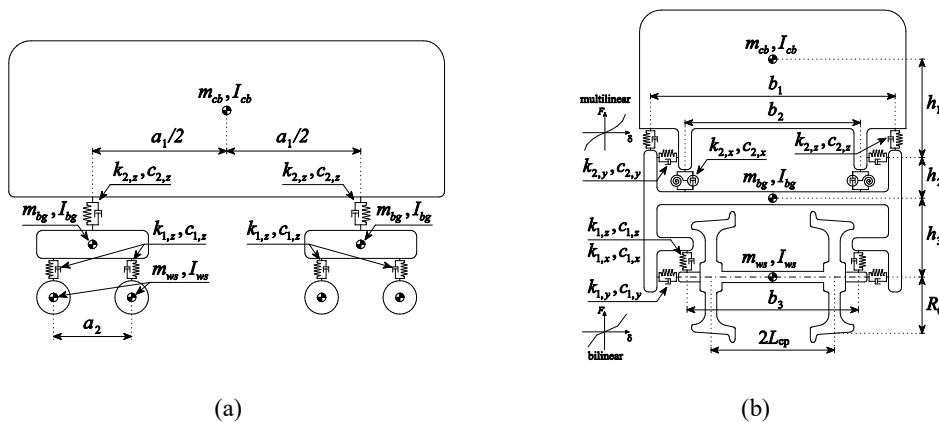 m_cb, I_cb
a_1/2 a_1/2
k_2,z, c_2,z k_2,z, c_2,z
m_bg, I_bg m_bg, I_bg
k_1,z, c_1,z k_1,z, c_1,z
m_ws, I_ws
a_2
(a)
m_cb, I_cb
b_1
h_1
multilinear
F
δ
b_2
k_2,x, c_2,x k_2,z, c_2,z
k_2,y, c_2,y
h_2
m_bg, I_bg
k_1,z, c_1,z
k_1,x, c_1,x
h_3
m_ws, I_ws
k_1,y, c_1,y
b_3
F
δ
bilinear
2L_cp
(b)